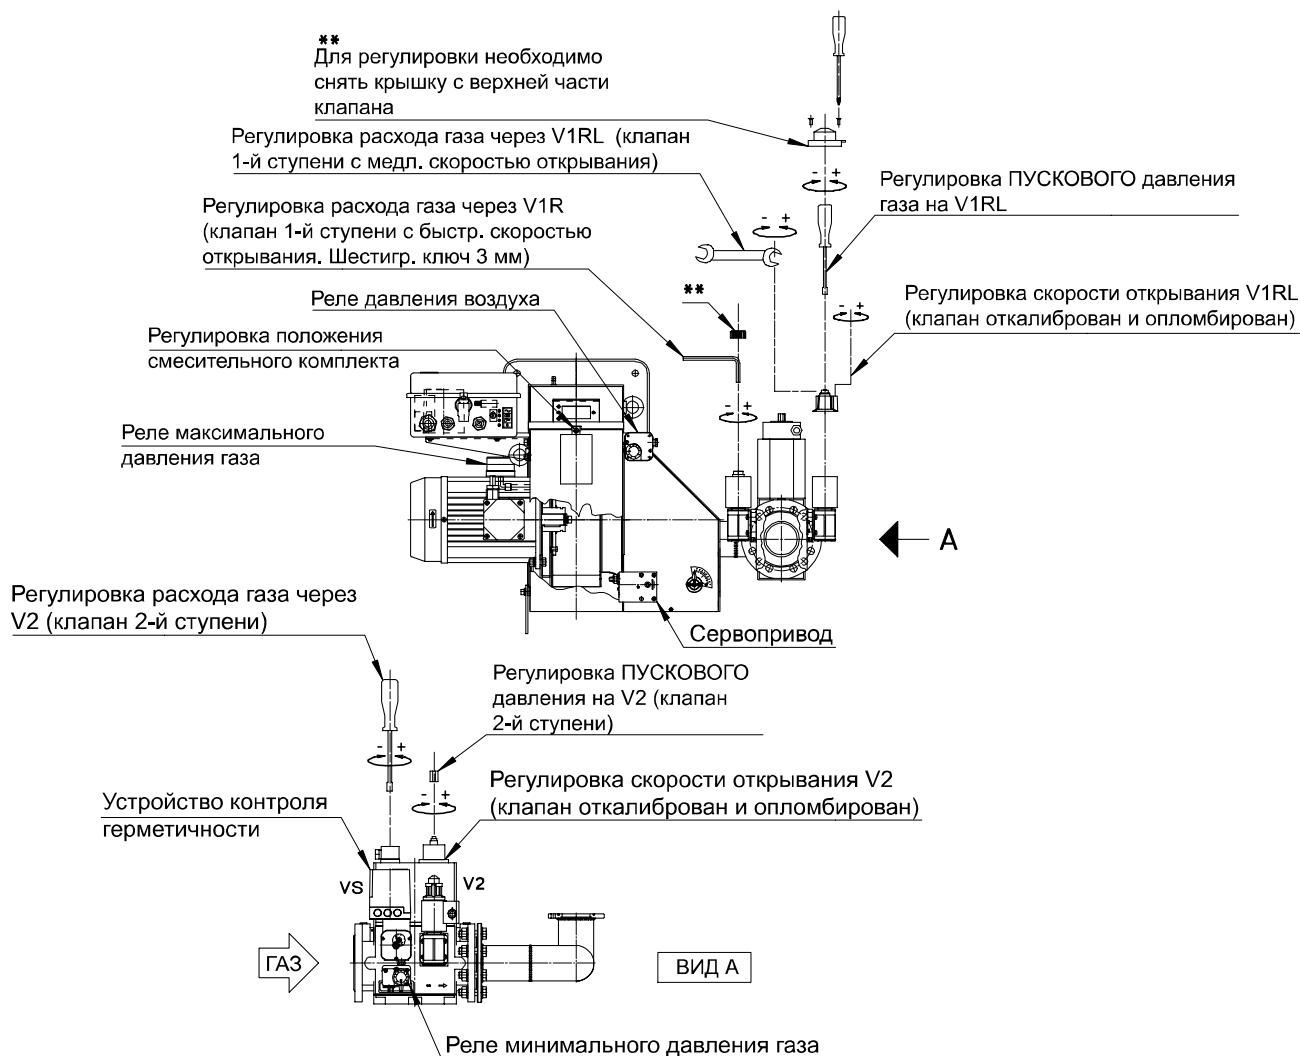 **
Для регулировки необходимо
снять крышку с верхней части
клапана
Регулировка расхода газа через V1RL (клапан
1-й ступени с медл. скоростью открывания)
- +
Регулировка ПУСКОВОГО давления
газа на V1RL
Регулировка расхода газа через V1R
(клапан 1-й ступени с быстр. скоростью
открывания. Шестигр. ключ 3 мм)
- +
**
Реле давления воздуха
- +
Регулировка скорости открывания V1RL
(клапан откалиброван и опломбирован)
Регулировка положения
смесительного комплекта
- +
Реле максимального
давления газа
A
Регулировка расхода газа через
V2 (клапан 2-й ступени)
Сервопривод
Регулировка ПУСКОВОГО
давления на V2 (клапан
2-й ступени)
- +
Регулировка скорости открывания V2
(клапан откалиброван и опломбирован)
- +
Устройство контроля
герметичности
VS
V2
ГАЗ
ВИД А
Реле минимального давления газа